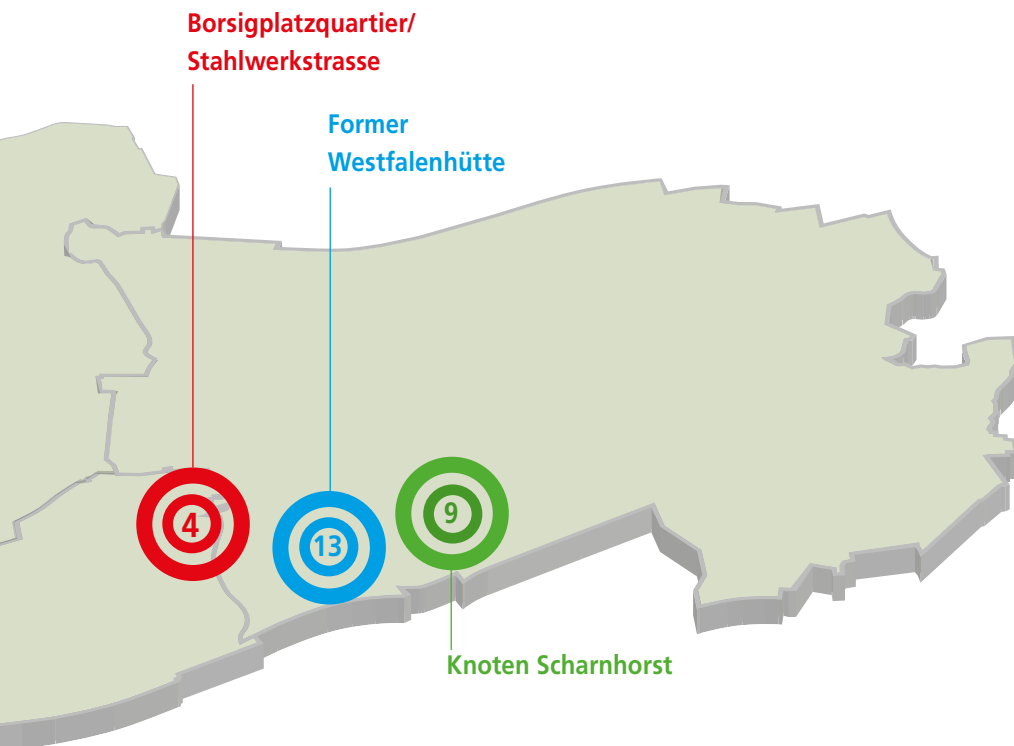 Borsigplatzquartier/
Stahlwerkstrasse
Former
Westfalenhütte
4
13
9
Knoten Scharnhorst